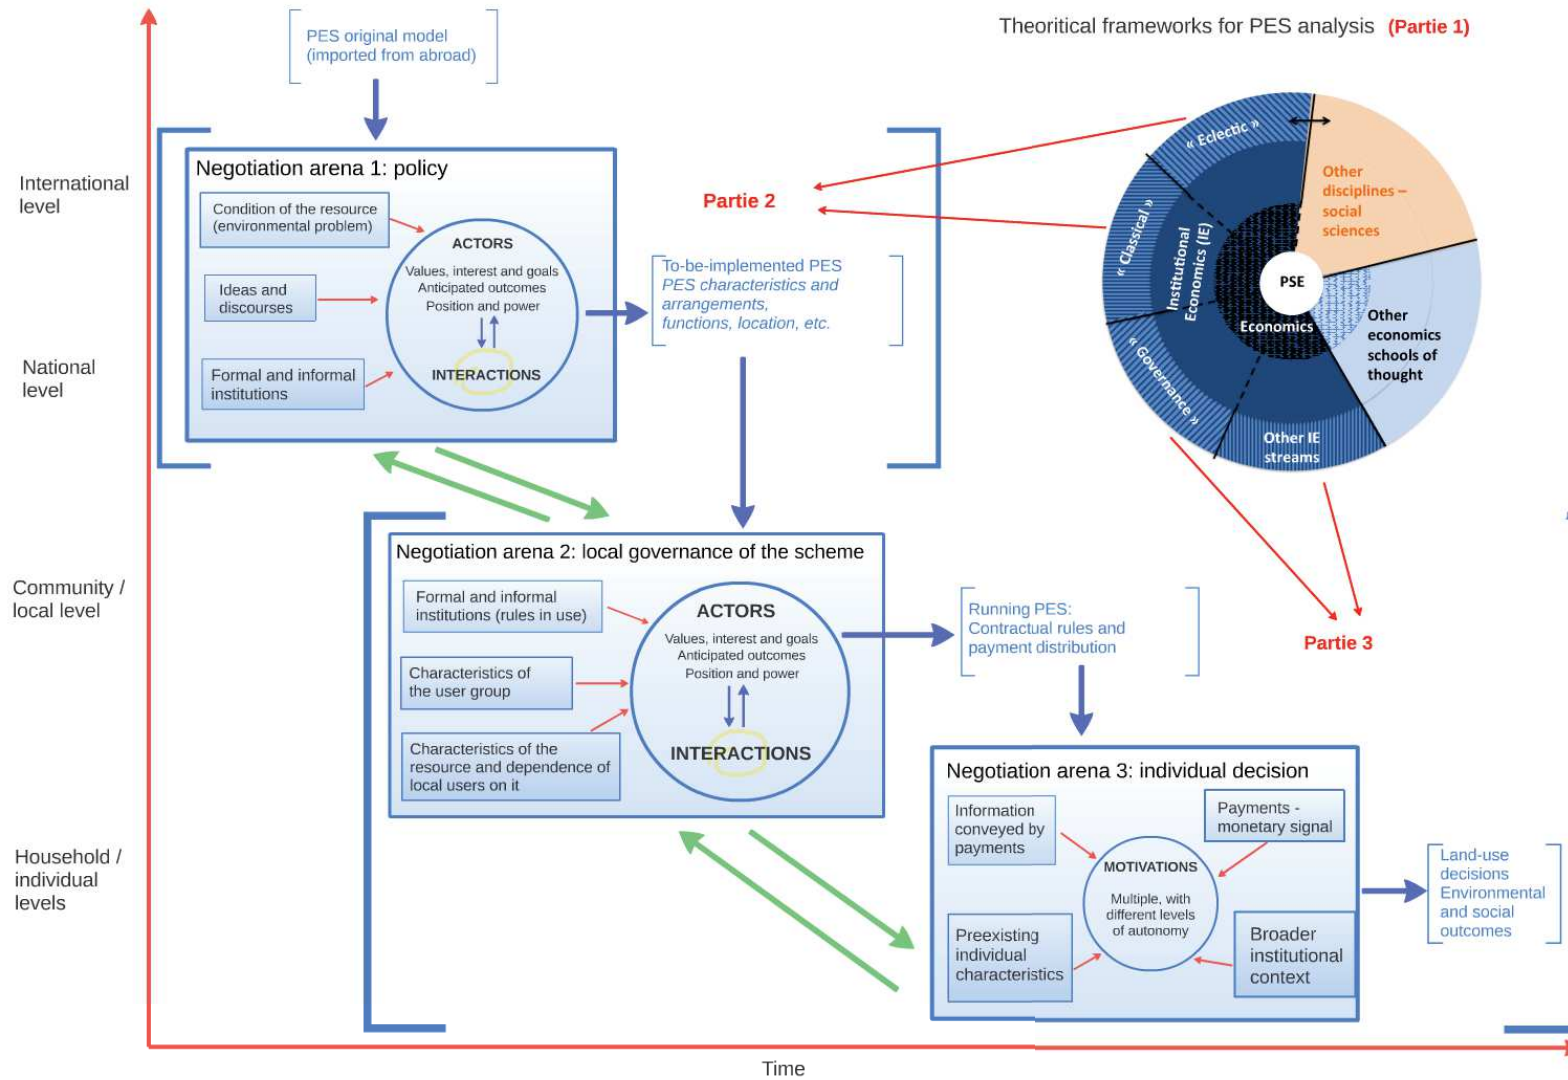 PES original model
(imported from abroad)
Theoritical frameworks for PES analysis (Partie 1)
International
level
National
level
Community /
local level
Household /
individual
levels
Negotiation arena 1: policy
Condition of the resource
(environmental problem)
Ideas and
discourses
Formal and informal
institutions
ACTORS
Values, interest and goals
Anticipated outcomes
Position and power
INTERACTIONS
Partie 2
To-be-implemented PES
PES characteristics and
arrangements,
functions, location, etc.
« Eclectic »
« Classical »
« Governance »
Other IE
streams
Institutional
Economics (IE)
Economics
PSE
Other
disciplines –
social
sciences
Other
economics
schools of
thought
Negotiation arena 2: local governance of the scheme
Formal and informal
institutions (rules in use)
Characteristics of
the user group
Characteristics of the
resource and dependence of
local users on it
ACTORS
Values, interest and goals
Anticipated outcomes
Position and power
INTERACTIONS
Running PES:
Contractual rules and
payment distribution
Partie 3
Negotiation arena 3: individual decision
Information
conveyed by
payments
Payments -
monetary signal
MOTIVATIONS
Multiple, with
different levels
of autonomy
Preexisting
individual
characteristics
Broader
institutional
context
Land-use
decisions
Environmental
and social
outcomes
Time